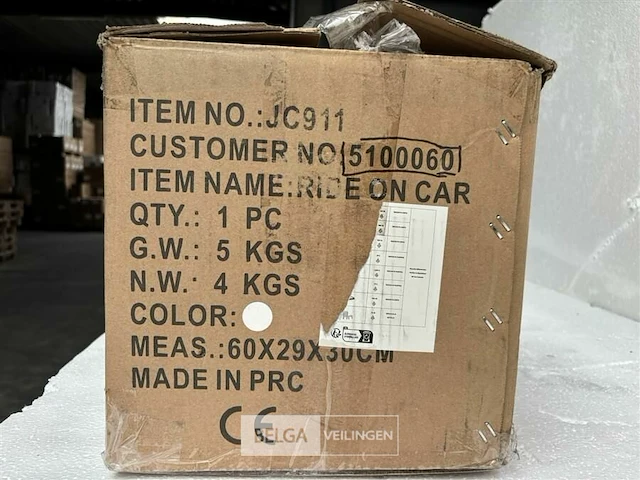 ITEM NO.:JC911
CUSTOMER NO 5100060
ITEM NAME:RIDE ON CAR
QTY.: 1 PC
G.W.: 5 KGS
N.W.: 4 KGS
COLOR:
MEAS.:60X29X30CM
MADE IN PRC
CE
BELGA VEILINGEN